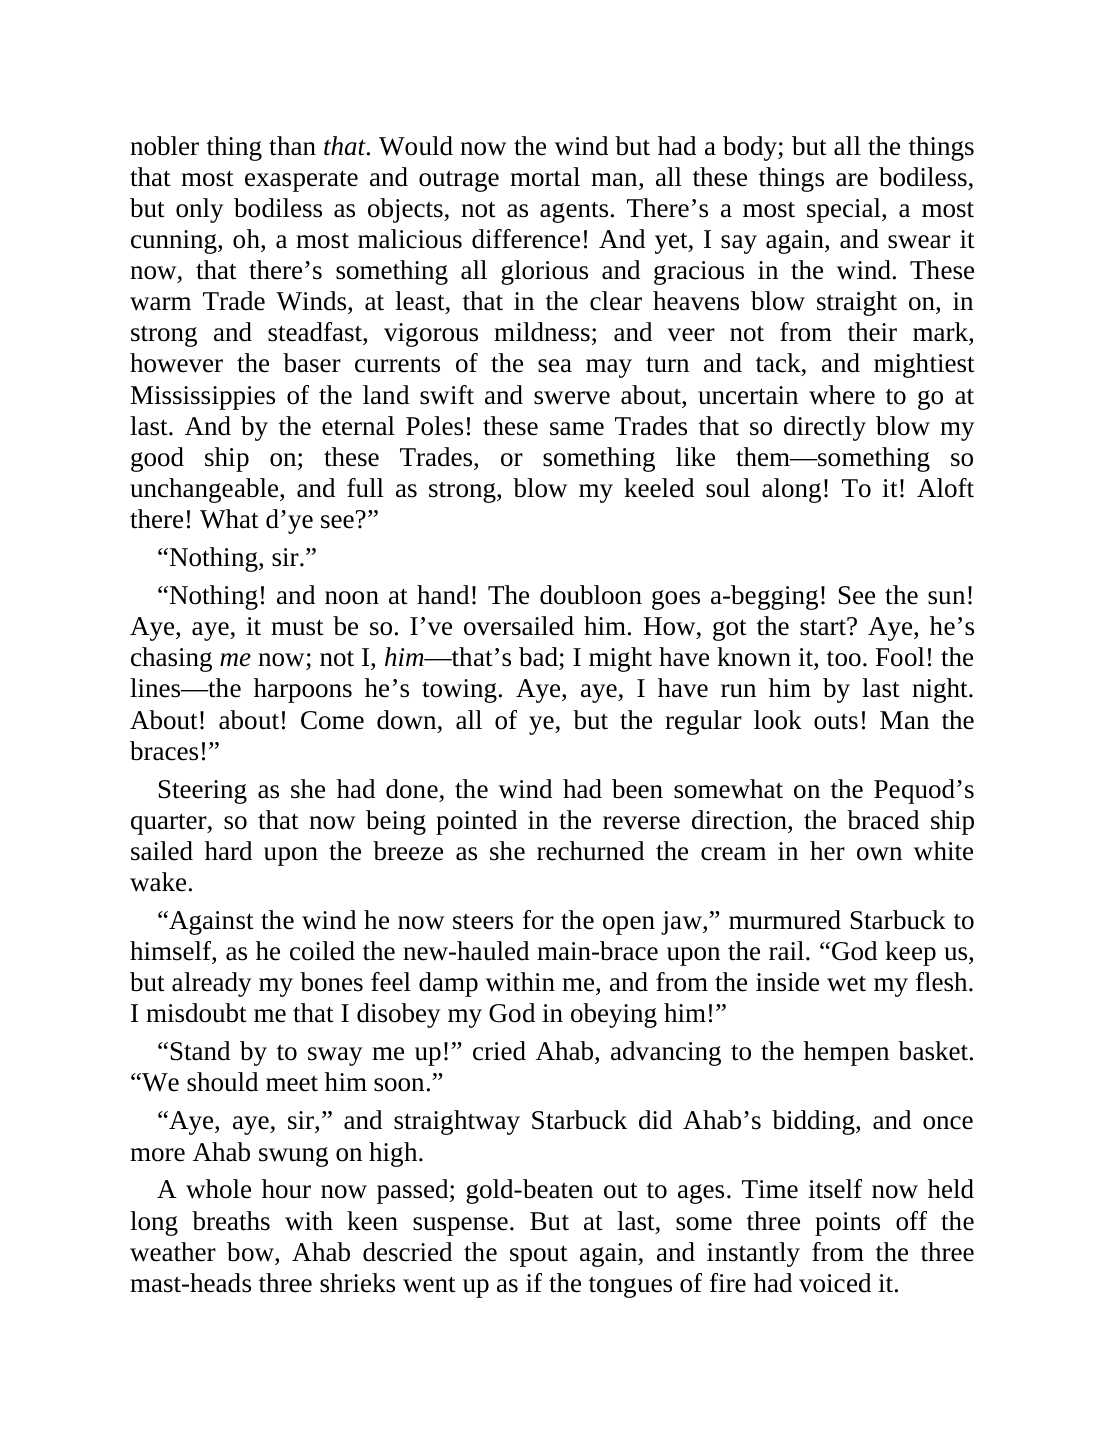 nobler thing than that. Would now the wind but had a body; but all the things
that most exasperate and outrage mortal man, all these things are bodiless,
but only bodiless as objects, not as agents. There’s a most special, a most
cunning, oh, a most malicious difference! And yet, I say again, and swear it
now, that there’s something all glorious and gracious in the wind. These
warm Trade Winds, at least, that in the clear heavens blow straight on, in
strong and steadfast, vigorous mildness; and veer not from their mark,
however the baser currents of the sea may turn and tack, and mightiest
Mississippies of the land swift and swerve about, uncertain where to go at
last. And by the eternal Poles! these same Trades that so directly blow my
good ship on; these Trades, or something like them—something so
unchangeable, and full as strong, blow my keeled soul along! To it! Aloft
there! What d’ye see?”
“Nothing, sir.”
“Nothing! and noon at hand! The doubloon goes a-begging! See the sun!
Aye, aye, it must be so. I’ve oversailed him. How, got the start? Aye, he’s
chasing me now; not I, him—that’s bad; I might have known it, too. Fool! the
lines—the harpoons he’s towing. Aye, aye, I have run him by last night.
About! about! Come down, all of ye, but the regular look outs! Man the
braces!”
Steering as she had done, the wind had been somewhat on the Pequod’s
quarter, so that now being pointed in the reverse direction, the braced ship
sailed hard upon the breeze as she rechurned the cream in her own white
wake.
“Against the wind he now steers for the open jaw,” murmured Starbuck to
himself, as he coiled the new-hauled main-brace upon the rail. “God keep us,
but already my bones feel damp within me, and from the inside wet my flesh.
I misdoubt me that I disobey my God in obeying him!”
“Stand by to sway me up!” cried Ahab, advancing to the hempen basket.
“We should meet him soon.”
“Aye, aye, sir,” and straightway Starbuck did Ahab’s bidding, and once
more Ahab swung on high.
A whole hour now passed; gold-beaten out to ages. Time itself now held
long breaths with keen suspense. But at last, some three points off the
weather bow, Ahab descried the spout again, and instantly from the three
mast-heads three shrieks went up as if the tongues of fire had voiced it.